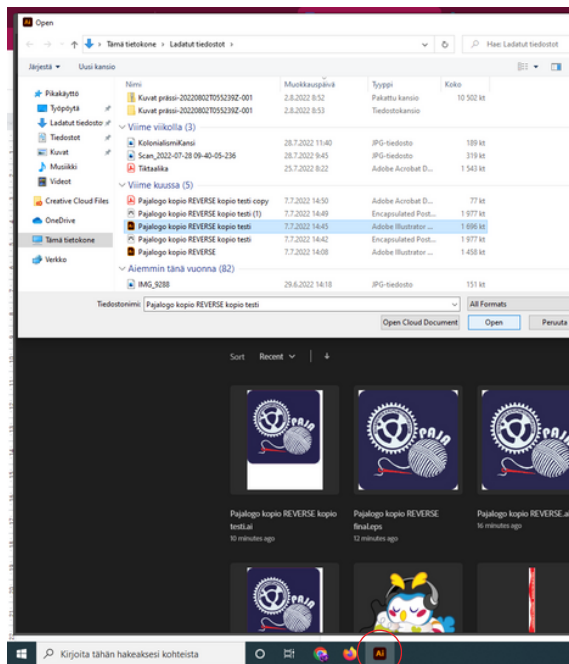 Open
Tämä tietokone › Ladatut tiedostot ›
Hae: Ladatut tiedostot
Järjestä
Uusi kansio
Nimi Muokkauspäivä Tyyppi Koko
Pikakäyttö
Työpöytä
Ladatut tiedosto
Tiedostot
Kuvat
Musiikki
Videot
Creative Cloud Files
OneDrive
Tämä tietokone
Verkko
Kuvat prässi-20220802T055239Z-001 2.8.2022 8:52 Pakattu kansio 10 502 kt
Kuvat prässi-20220802T055239Z-001 2.8.2022 8:53 Tiedostokansio
Viime viikolla (3)
KolonialismiKansi 28.7.2022 11:40 JPG-tiedosto 189 kt
Scan_2022-07-28 09-40-05-236 28.7.2022 9:45 JPG-tiedosto 319 kt
Tiktaalika 25.7.2022 8:22 Adobe Acrobat D... 1 543 kt
Viime kuussa (5)
Pajalogo kopio REVERSE kopio testi copy 7.7.2022 14:50 Adobe Acrobat D... 77 kt
Pajalogo kopio REVERSE kopio testi (1) 7.7.2022 14:49 Encapsulated Post... 1 977 kt
Pajalogo kopio REVERSE kopio testi 7.7.2022 14:45 Adobe Illustrator ... 1 696 kt
Pajalogo kopio REVERSE kopio testi 7.7.2022 14:42 Encapsulated Post... 1 977 kt
Pajalogo kopio REVERSE 7.7.2022 14:08 Adobe Illustrator ... 1 458 kt
Aiemmin tänä vuonna (82)
IMG_9288 29.6.2022 14:18 JPG-tiedosto 151 kt
Tiedostonimi: Pajalogo kopio REVERSE kopio testi
All Formats
Open Cloud Document
Open
Peruuta
Sort Recent
PAJA
PAJA
PAJA
Pajalogo kopio REVERSE kopio testi.ai
10 minutes ago
Pajalogo kopio REVERSE final.eps
12 minutes ago
Pajalogo kopio REVERSE.ai
16 minutes ago
PAJA
Kirjoita tähän hakeaksesi kohteista
Ai